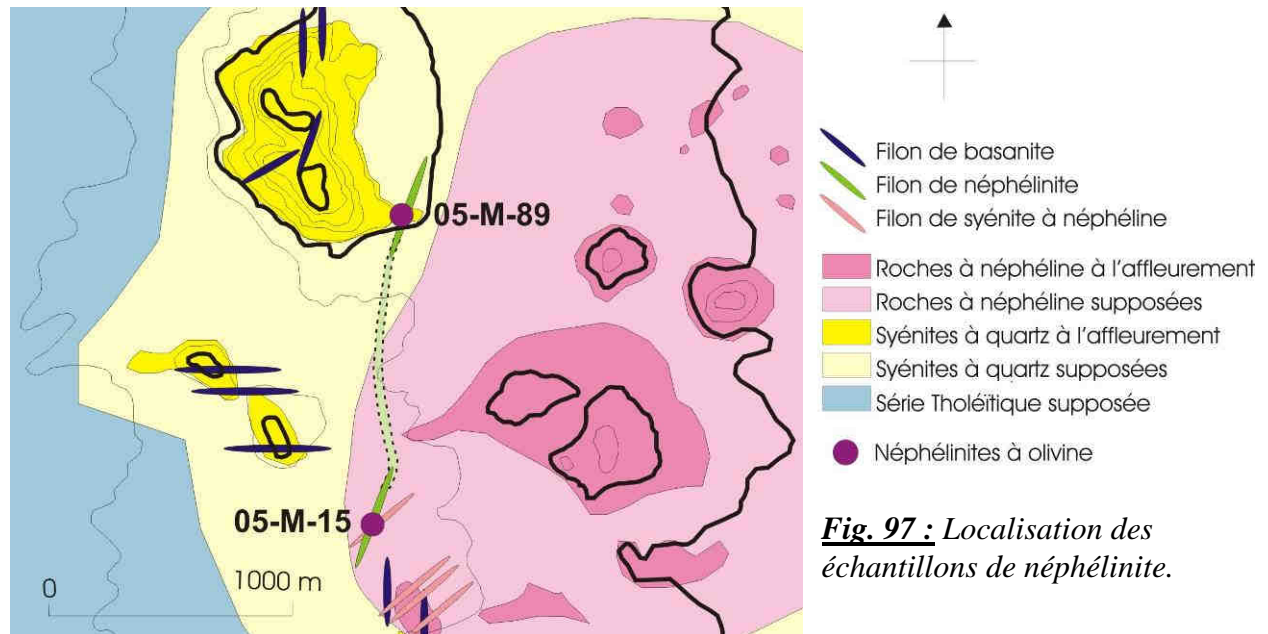 05-M-89
05-M-15
0
1000 m
Filon de basanite
Filon de néphélinite
Filon de syénite à néphéline
Roches à néphéline à l'affleurement
Roches à néphéline supposées
Syénites à quartz à l'affleurement
Syénites à quartz supposées
Série Tholéïtique supposée
Néphélinites à olivine
Fig. 97 : Localisation des
échantillons de néphélinite.